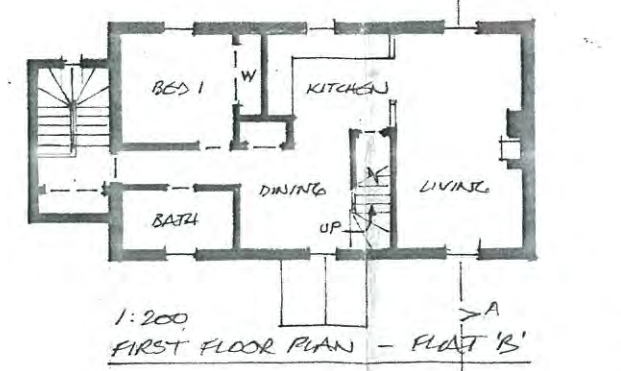 BED 1
W
KITCHEN
DINING
LIVING
BATH
UP
1:200
A
FIRST FLOOR PLAN - FLAT 'B'